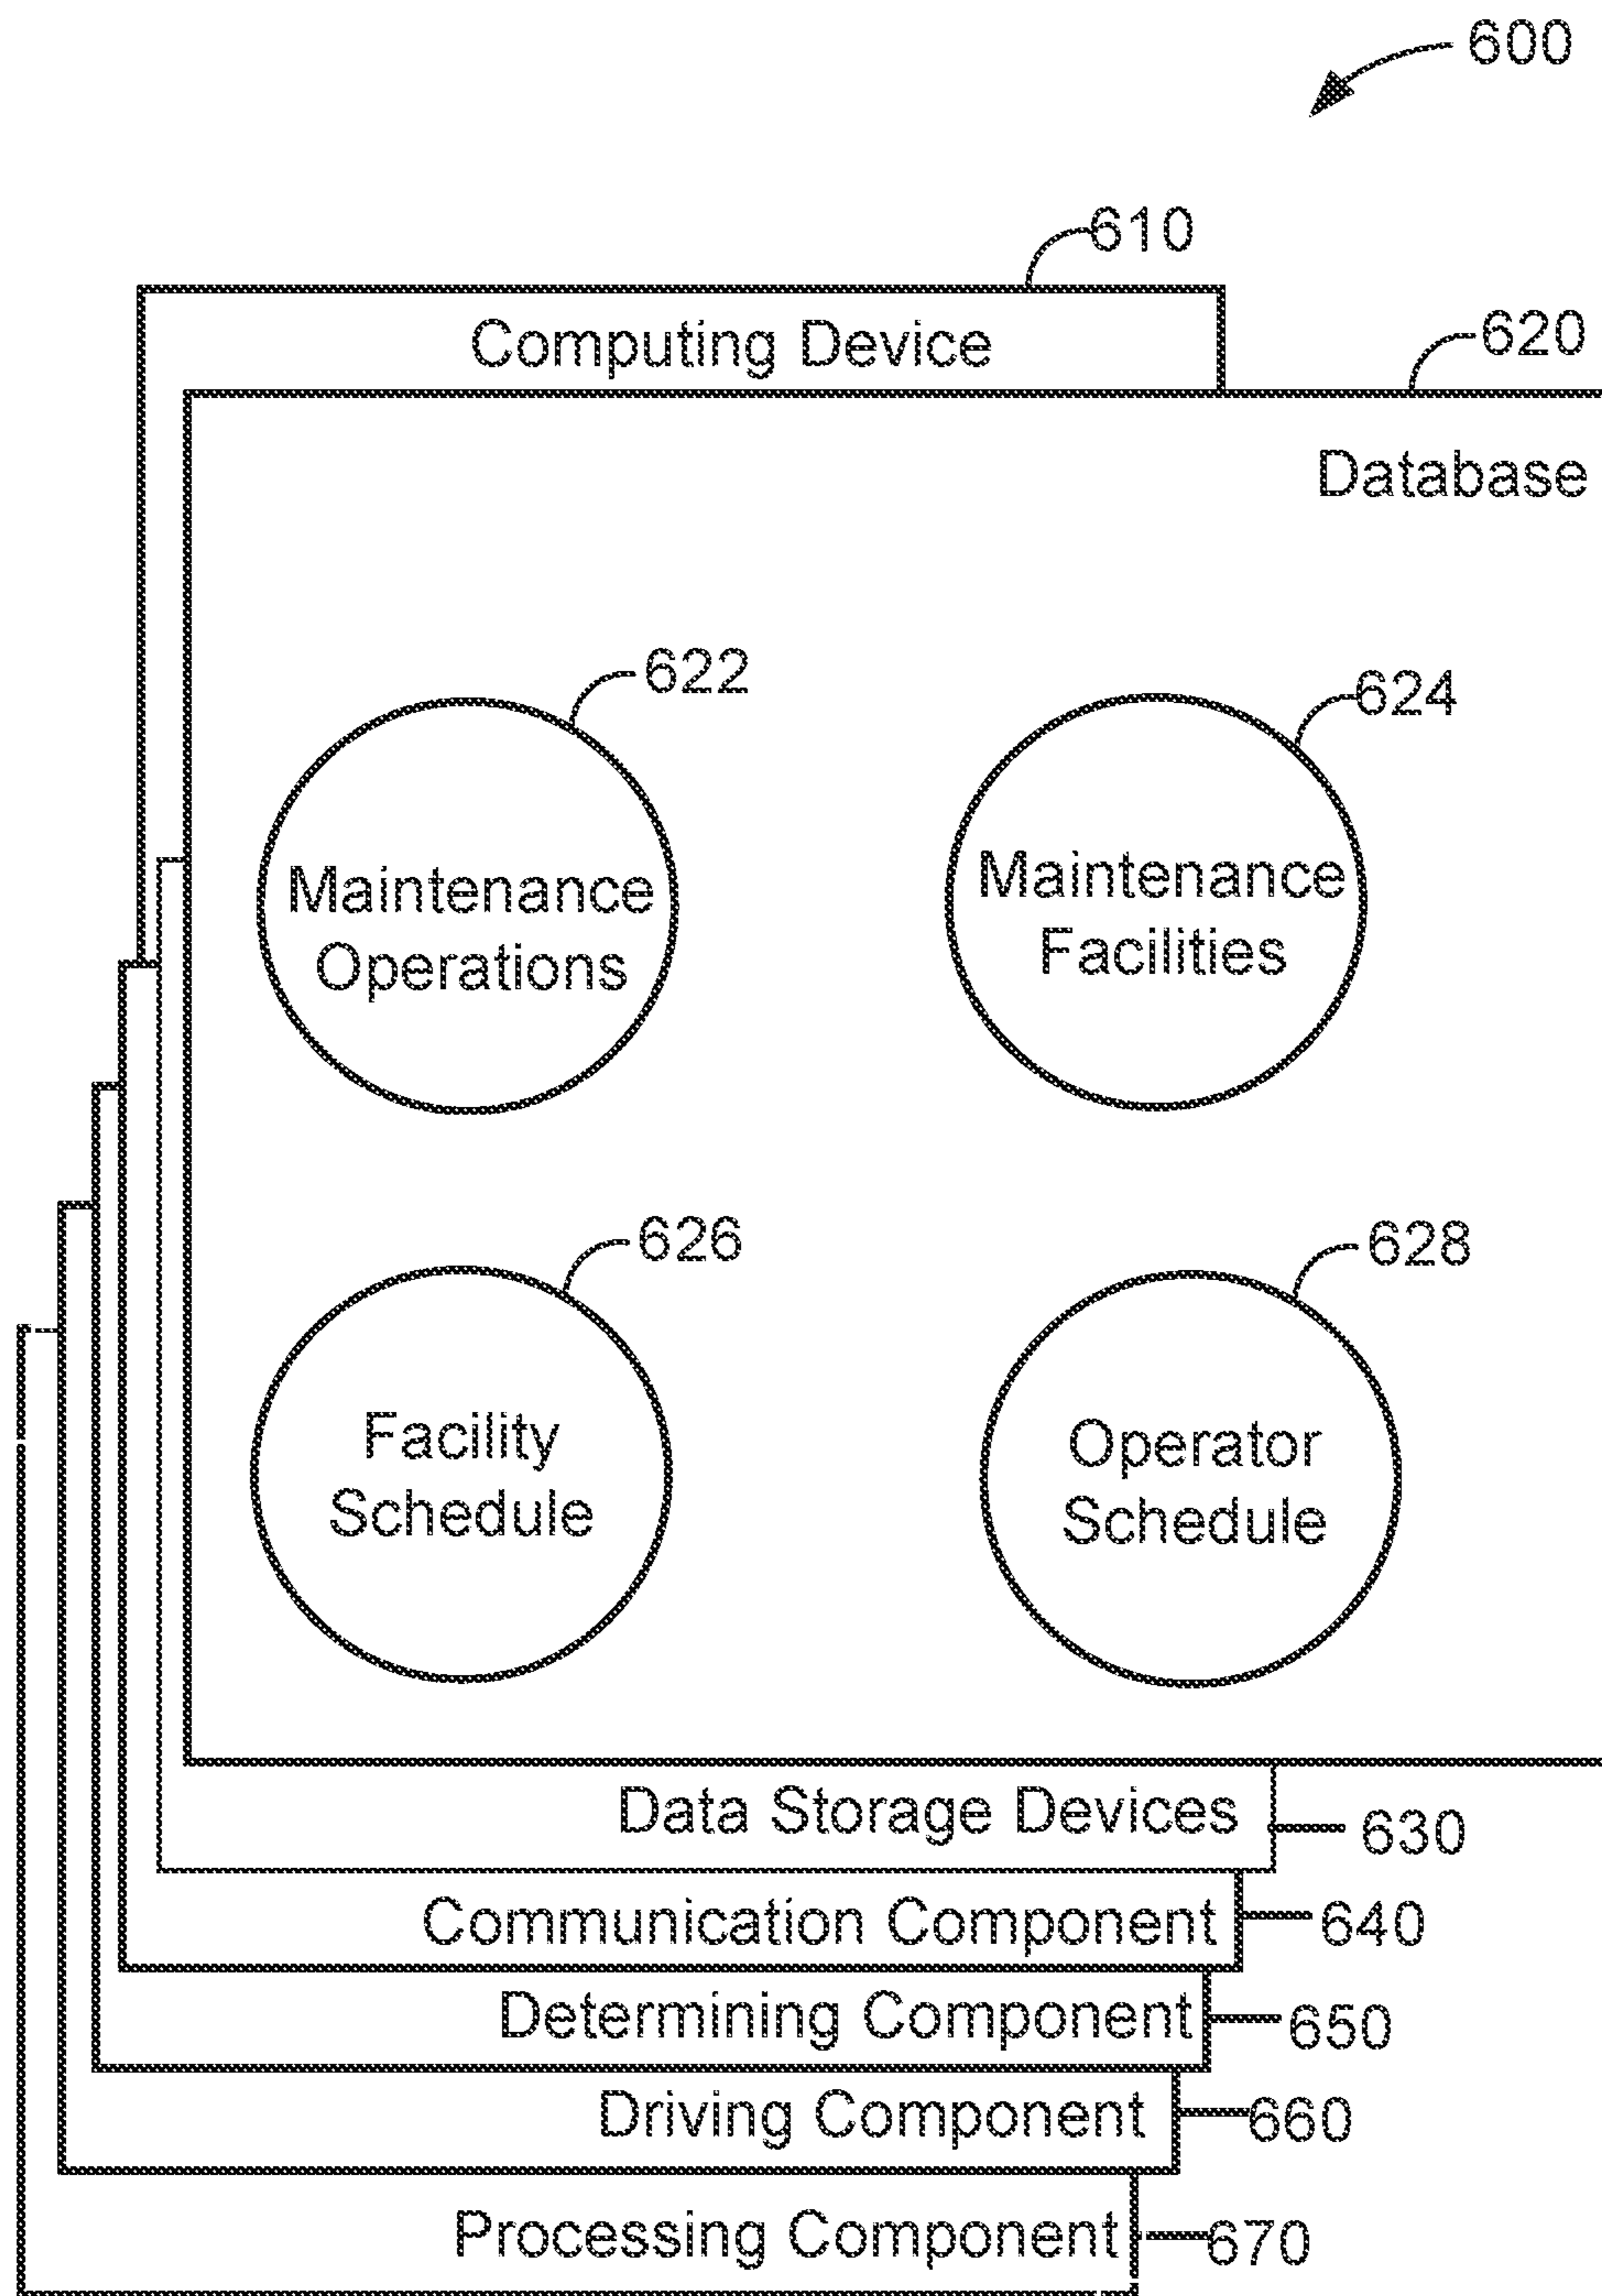 600
610
Computing Device
620
Database
622
624
Maintenance
Operations
Maintenance
Facilities
626
628
Facility
Schedule
Operator
Schedule
Data Storage Devices
630
Communication Component
640
Determining Component
650
Driving Component
660
Processing Component
670